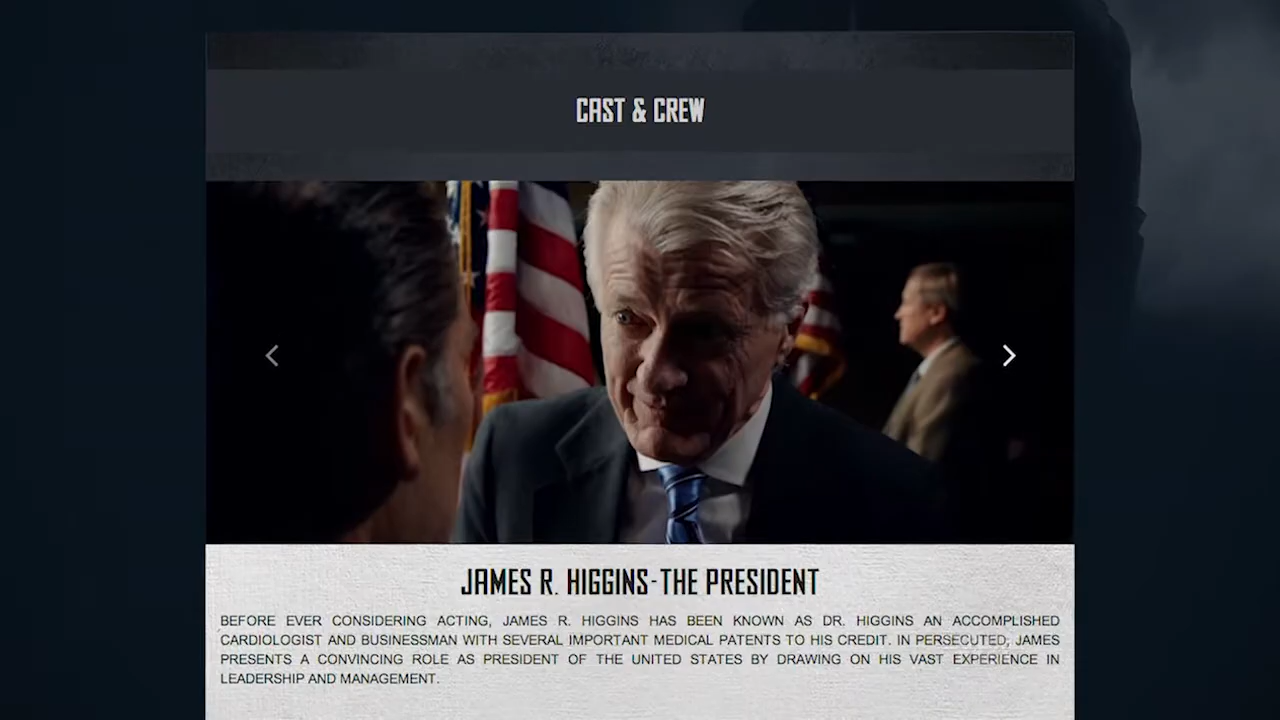 CAST & CREW
JAMES R. HIGGINS-THE PRESIDENT
BEFORE EVER CONSIDERING ACTING, JAMES R. HIGGINS HAS BEEN KNOWN AS DR. HIGGINS AN ACCOMPLISHED
CARDIOLOGIST AND BUSINESSMAN WITH SEVERAL IMPORTANT MEDICAL PATENTS TO HIS CREDIT. IN PERSECUTED, JAMES
PRESENTS A CONVINCING ROLE AS PRESIDENT OF THE UNITED STATES BY DRAWING ON HIS VAST EXPERIENCE IN
LEADERSHIP AND MANAGEMENT.